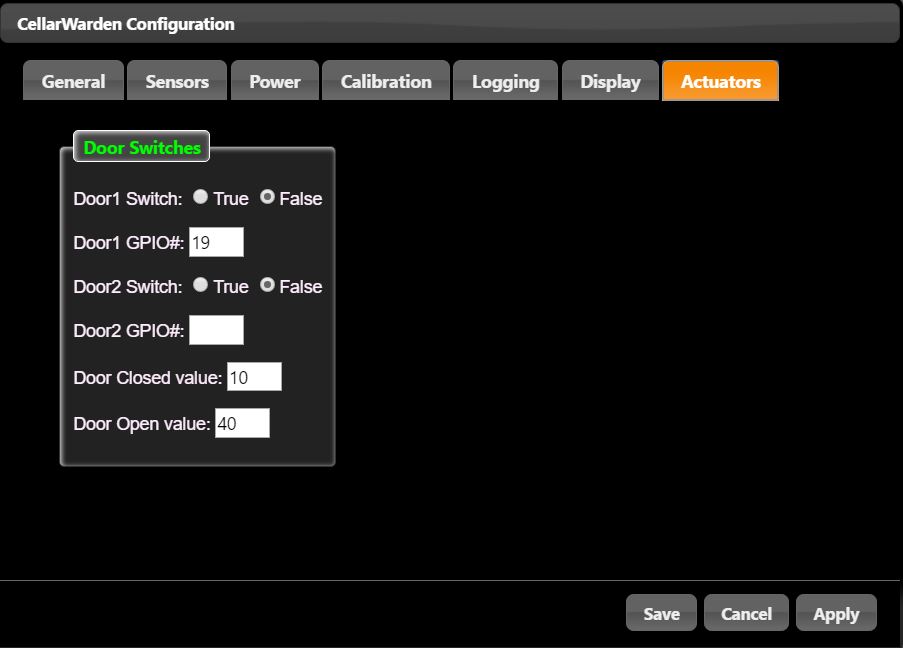 CellarWarden Configuration
General Sensors Power Calibration Logging Display Actuators
Door Switches
Door1 Switch: True False
Door1 GPIO#: 19
Door2 Switch: True False
Door2 GPIO#:
Door Closed value: 10
Door Open value: 40
Save Cancel Apply